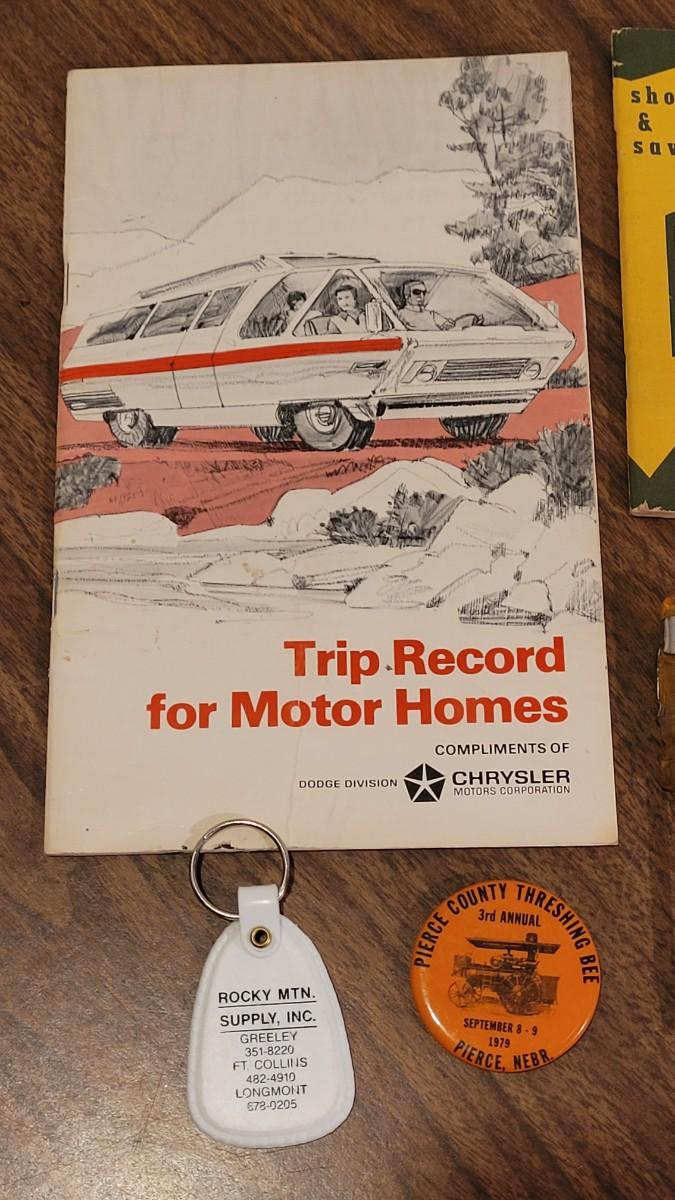 sho
&
sav
Trip Record
for Motor Homes
COMPLIMENTS OF
DODGE DIVISION CHRYSLER
MOTORS CORPORATION
ROCKY MTN.
SUPPLY, INC.
GREELEY
351-8220
FT. COLLINS
482-4910
LONGMONT
678-0205
PIERCE COUNTY THRESHING BEE
3rd ANNUAL
SEPTEMBER 8 - 9
1979
PIERCE, NEBR.